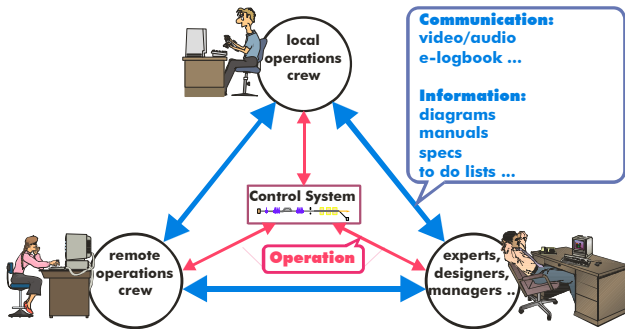 local
operations
crew
Communication:
video/audio
e-logbook ...
Information:
diagrams
manuals
specs
to do lists ...
Control System
Operation
remote
operations
crew
experts,
designers,
managers ..